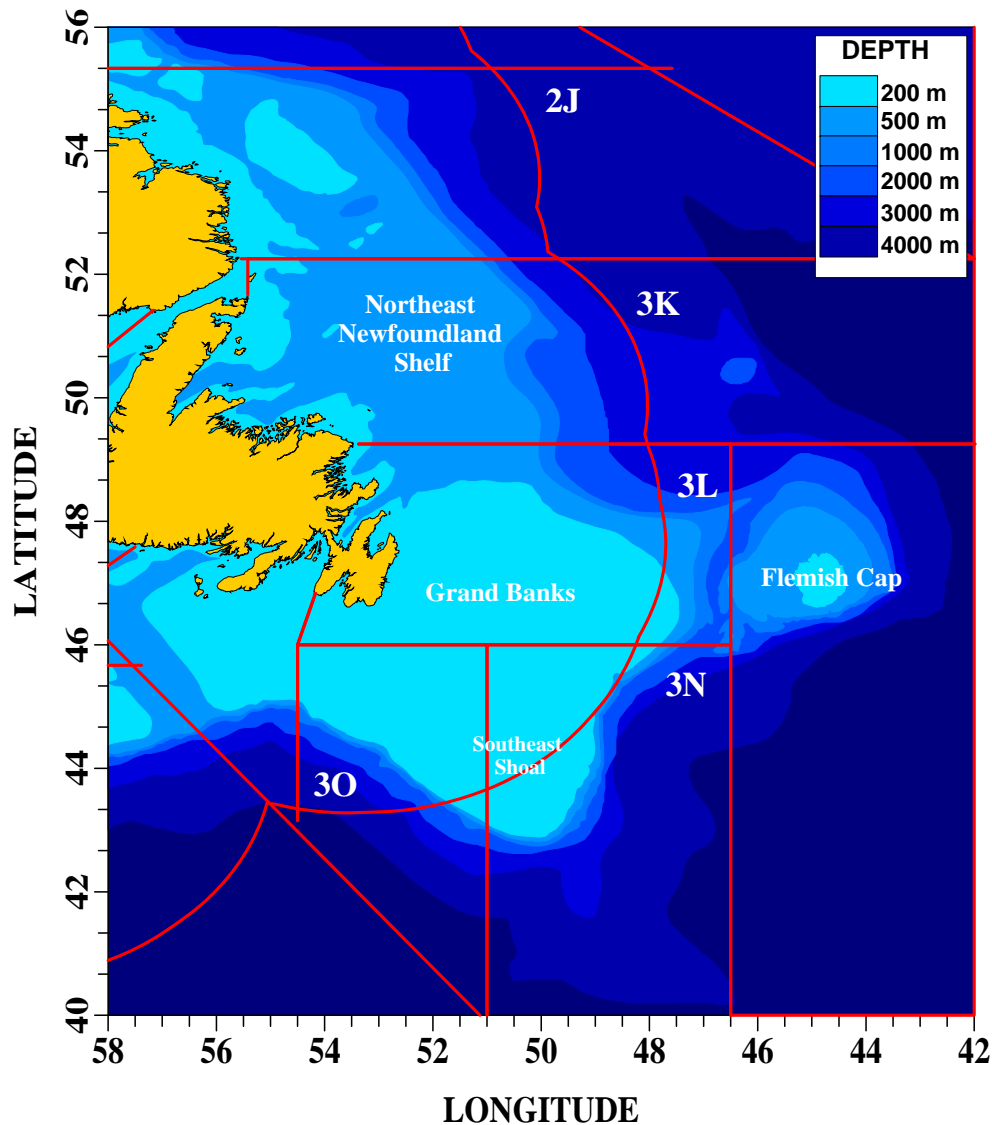 DEPTH
200 m
500 m
1000 m
2000 m
3000 m
4000 m
2J
3K
Northeast
Newfoundland
Shelf
3L
Flemish Cap
Grand Banks
3N
Southeast
Shoal
3O
56
54
52
50
48
46
44
42
40
LATITUDE
58
56
54
52
50
48
46
44
42
LONGITUDE